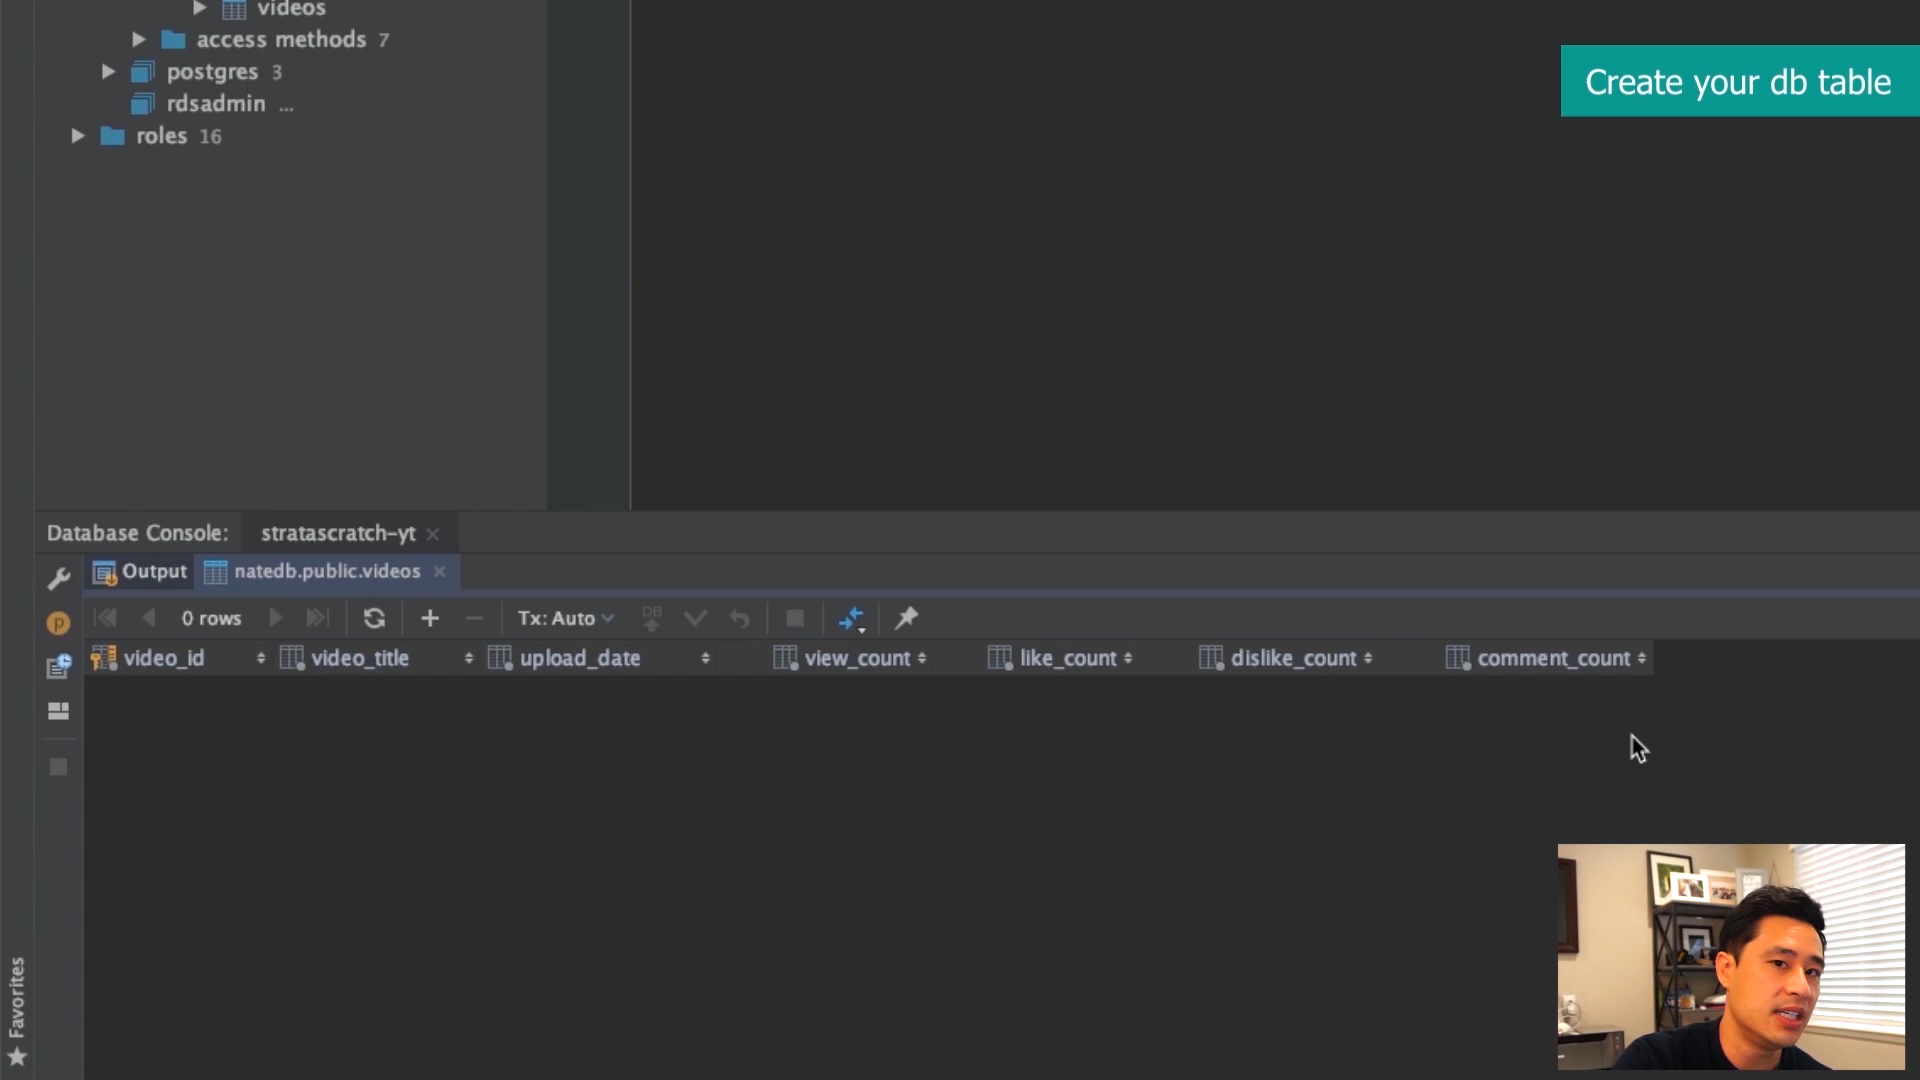 videos
access methods 7
postgres 3
rdsadmin ...
roles 16
Create your db table
Database Console: stratascratch-yt
Output natedb.public.videos
0 rows Tx: Auto DB
video_id video_title upload_date view_count like_count dislike_count comment_count
Favorites